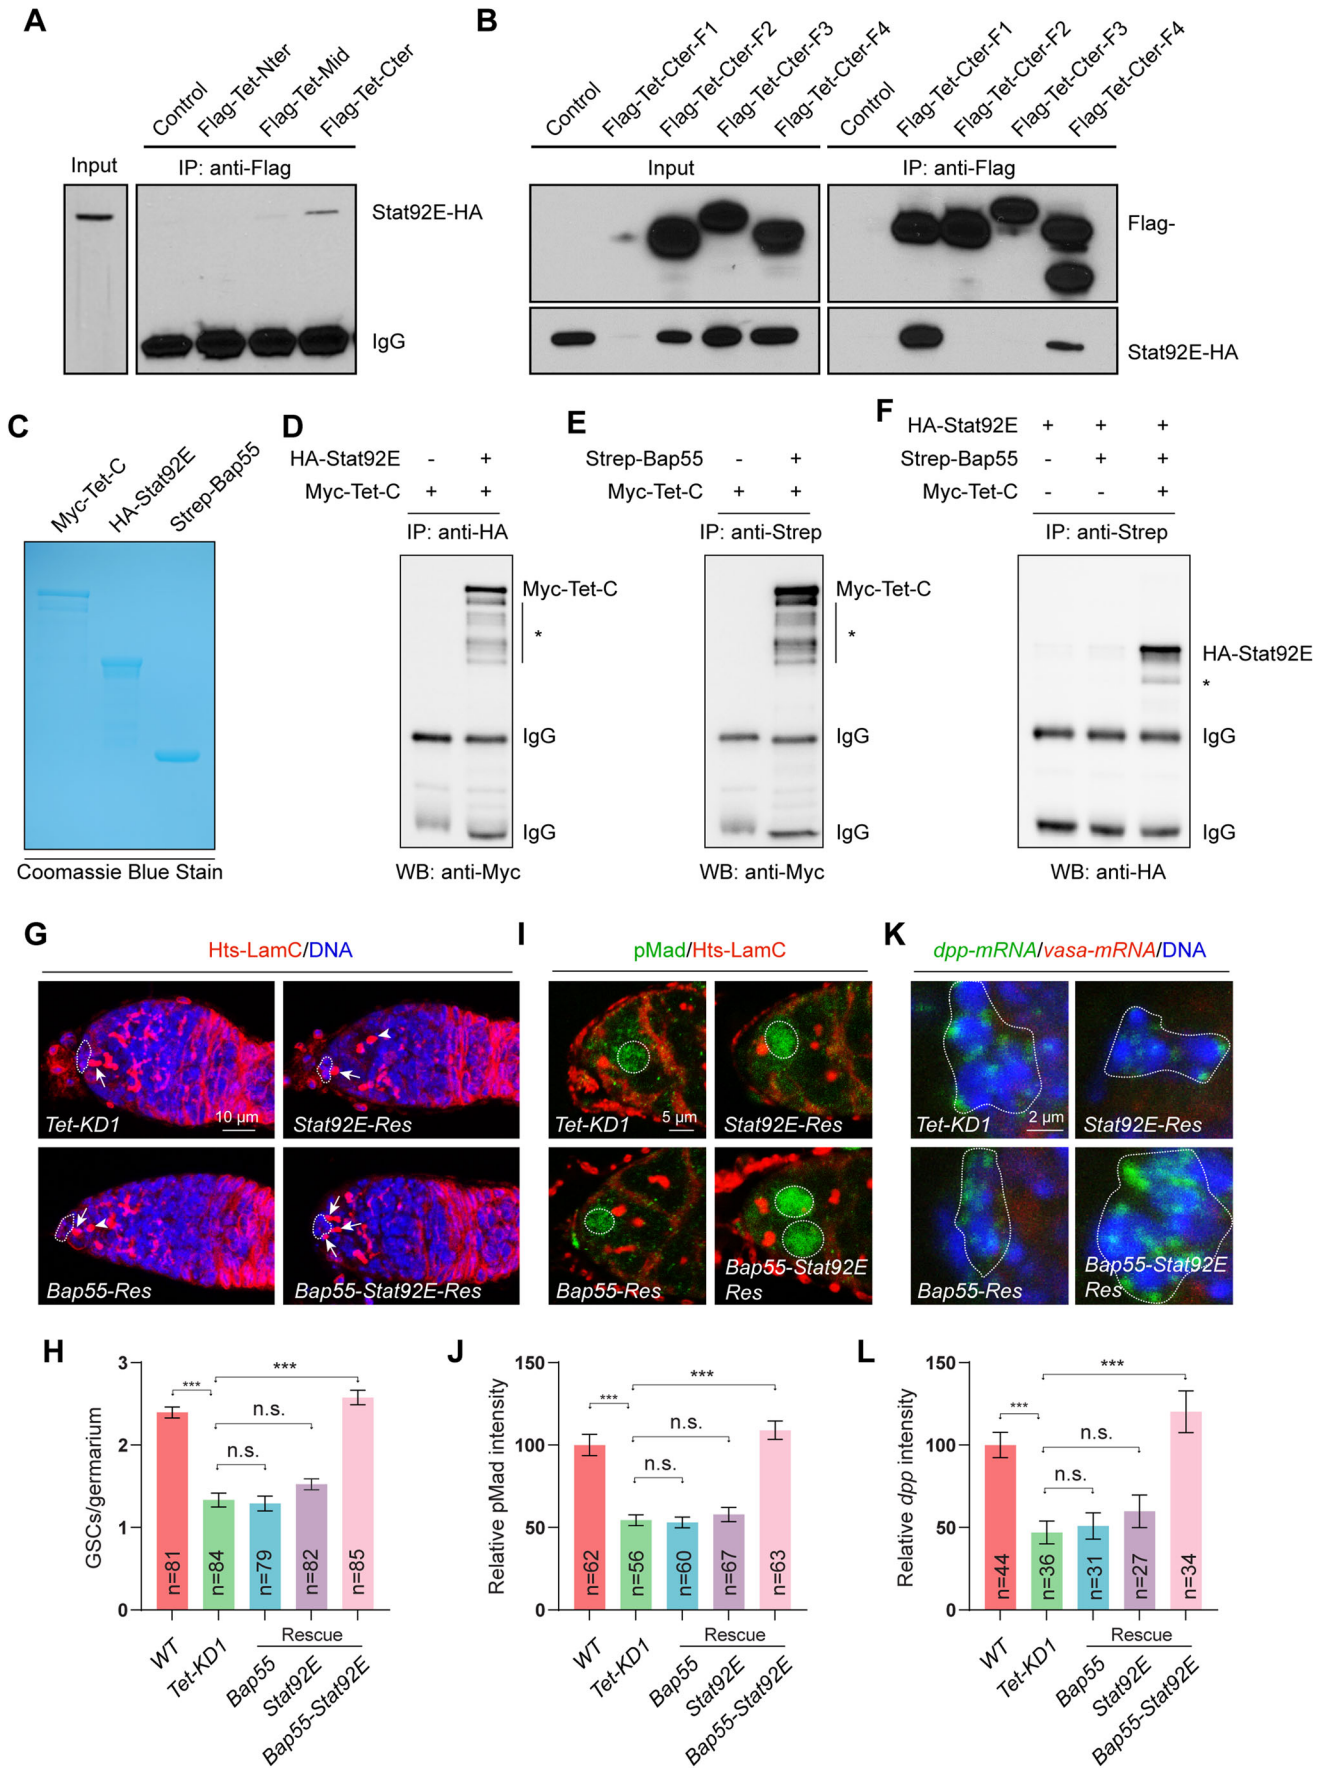 A
Control
Flag-Tet-Nter
Flag-Tet-Mid
Flag-Tet-Cter
Input
IP: anti-Flag
Stat92E-HA
IgG
B
Control
Flag-Tet-Cter-F1
Flag-Tet-Cter-F2
Flag-Tet-Cter-F3
Flag-Tet-Cter-F4
Control
Flag-Tet-Cter-F1
Flag-Tet-Cter-F2
Flag-Tet-Cter-F3
Flag-Tet-Cter-F4
Input
IP: anti-Flag
Flag-
Stat92E-HA
C
Myc-Tet-C
HA-Stat92E
Strep-Bap55
Coomassie Blue Stain
D
HA-Stat92E - +
Myc-Tet-C + +
IP: anti-HA
Myc-Tet-C
*
IgG
IgG
WB: anti-Myc
E
Strep-Bap55 - +
Myc-Tet-C + +
IP: anti-Strep
Myc-Tet-C
*
IgG
IgG
WB: anti-Myc
F
HA-Stat92E + + +
Strep-Bap55 - + +
Myc-Tet-C - - +
IP: anti-Strep
HA-Stat92E
*
IgG
IgG
WB: anti-HA
G
Hts-LamC/DNA
Tet-KD1
10 µm
Stat92E-Res
Bap55-Res
Bap55-Stat92E-Res
I
pMad/Hts-LamC
Tet-KD1
5 µm
Stat92E-Res
Bap55-Res
Bap55-Stat92E
Res
K
dpp-mRNA/vasa-mRNA/DNA
Tet-KD1
2 µm
Stat92E-Res
Bap55-Res
Bap55-Stat92E
Res
H
GSCs/germarium
3
2
1
0
***
***
n.s.
n.s.
n=81
n=84
n=79
n=82
n=85
WT
Tet-KD1
Rescue
Bap55
Stat92E
Bap55-Stat92E
J
Relative pMad intensity
150
100
50
0
***
***
n.s.
n.s.
n=62
n=56
n=60
n=67
n=63
WT
Tet-KD1
Rescue
Bap55
Stat92E
Bap55-Stat92E
L
Relative dpp intensity
150
100
50
0
***
***
n.s.
n.s.
n=44
n=36
n=31
n=27
n=34
WT
Tet-KD1
Rescue
Bap55
Stat92E
Bap55-Stat92E